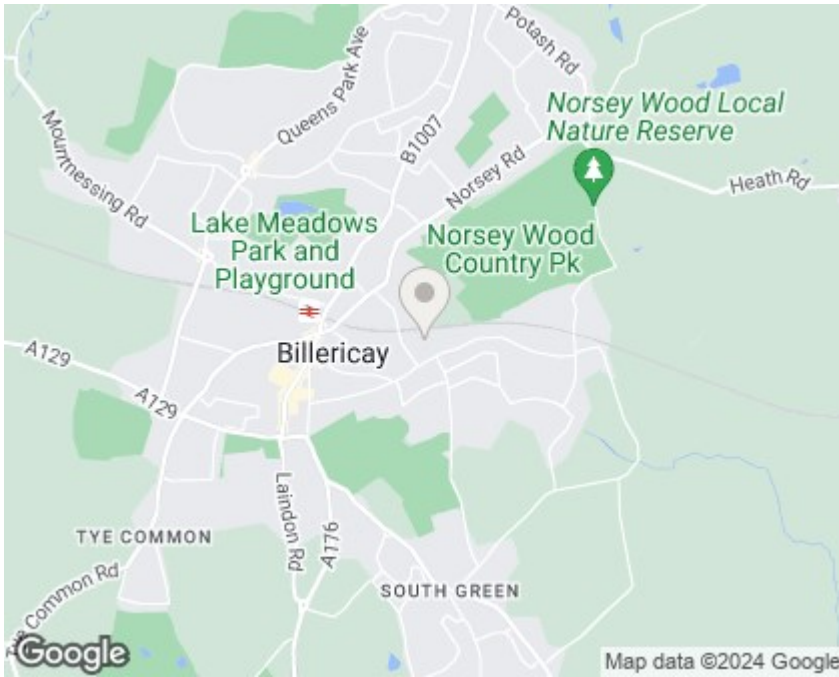 Potash Rd
Queens Park Ave
Norsey Wood Local
Nature Reserve
B1007
Mountnessing Rd
Norsey Rd
Heath Rd
Lake Meadows
Park and
Playground
Norsey Wood
Country Pk
A129
Billericay
A129
Laindon Rd
A176
TYE COMMON
SOUTH GREEN
Tye Common Rd
Google
Map data ©2024 Google